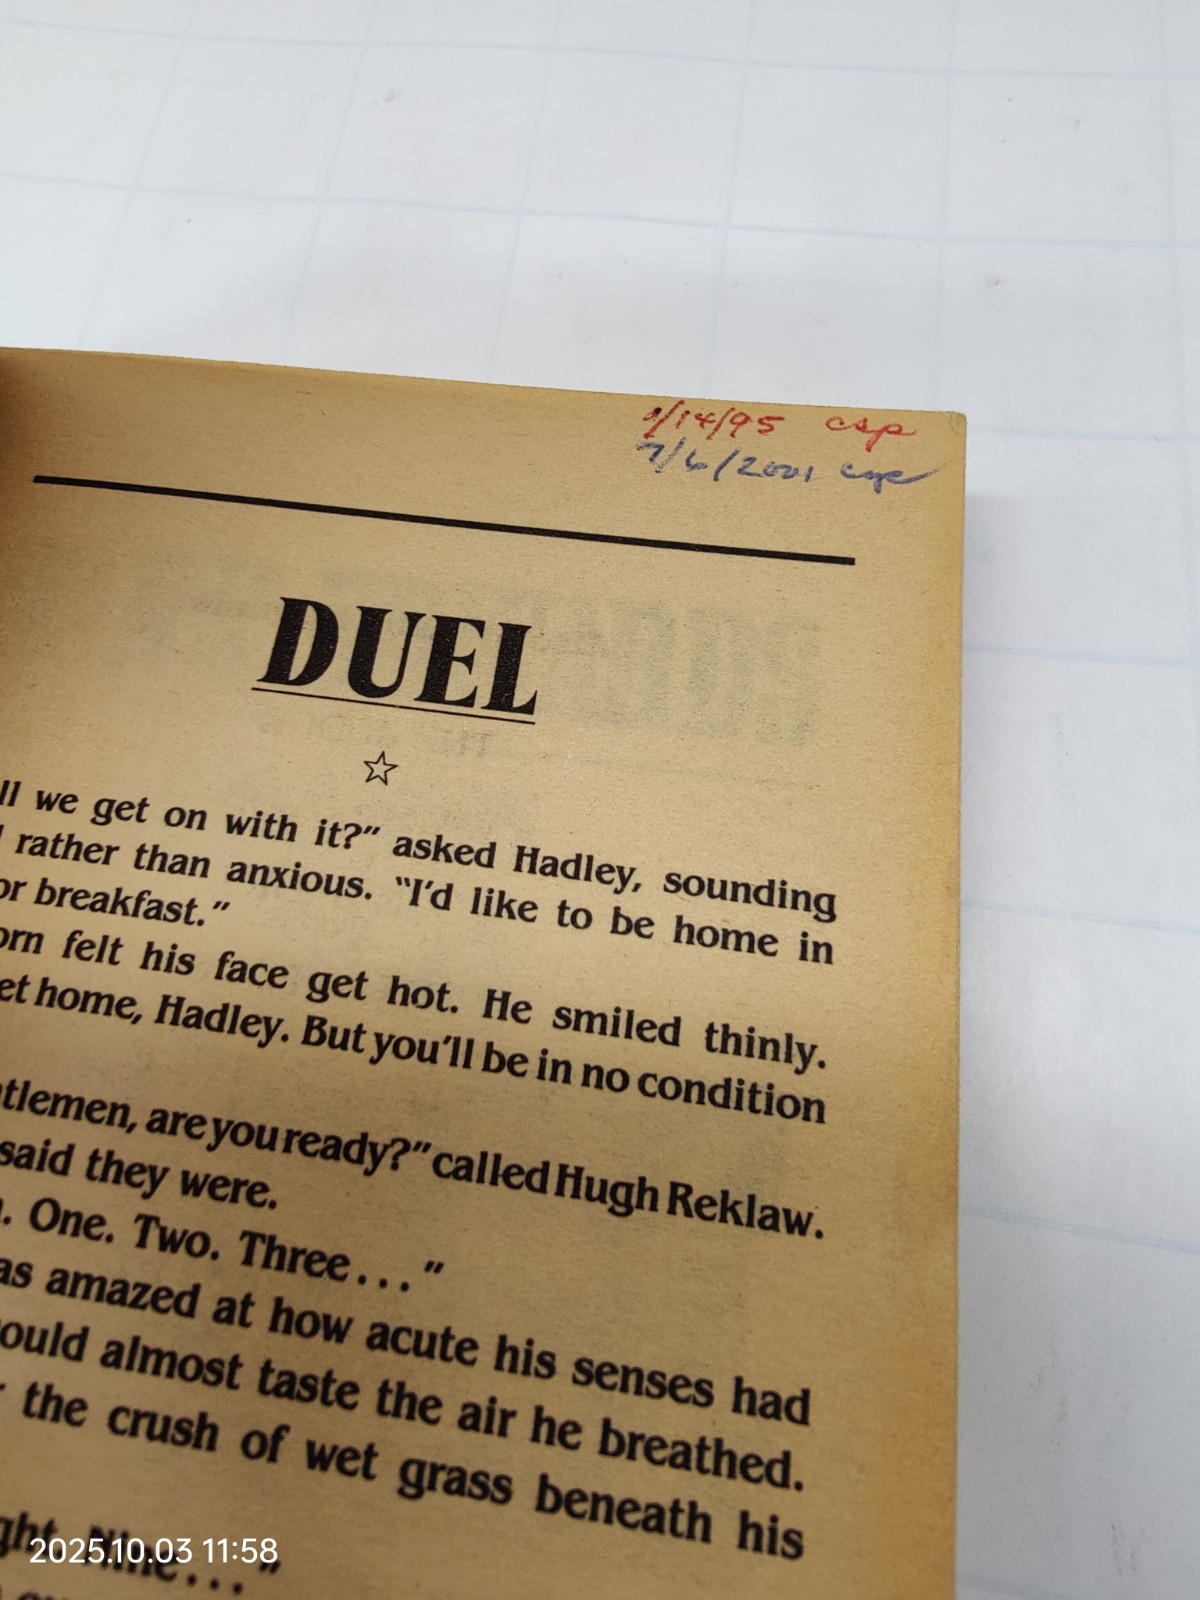 /14/95 csp
7/6/2001
DUEL
ll we get on with it?" asked Hadley, sounding
rather than anxious. "I'd like to be home in
or breakfast."
orn felt his face get hot. He smiled thinly.
et home, Hadley. But you'll be in no condition
tlemen, are you ready?" called Hugh Reklaw.
said they were.
. One. Two. Three . . . "
as amazed at how acute his senses had
ould almost taste the air he breathed.
the crush of wet grass beneath his
ght. Nine . . . "
2025.10.03 11:58